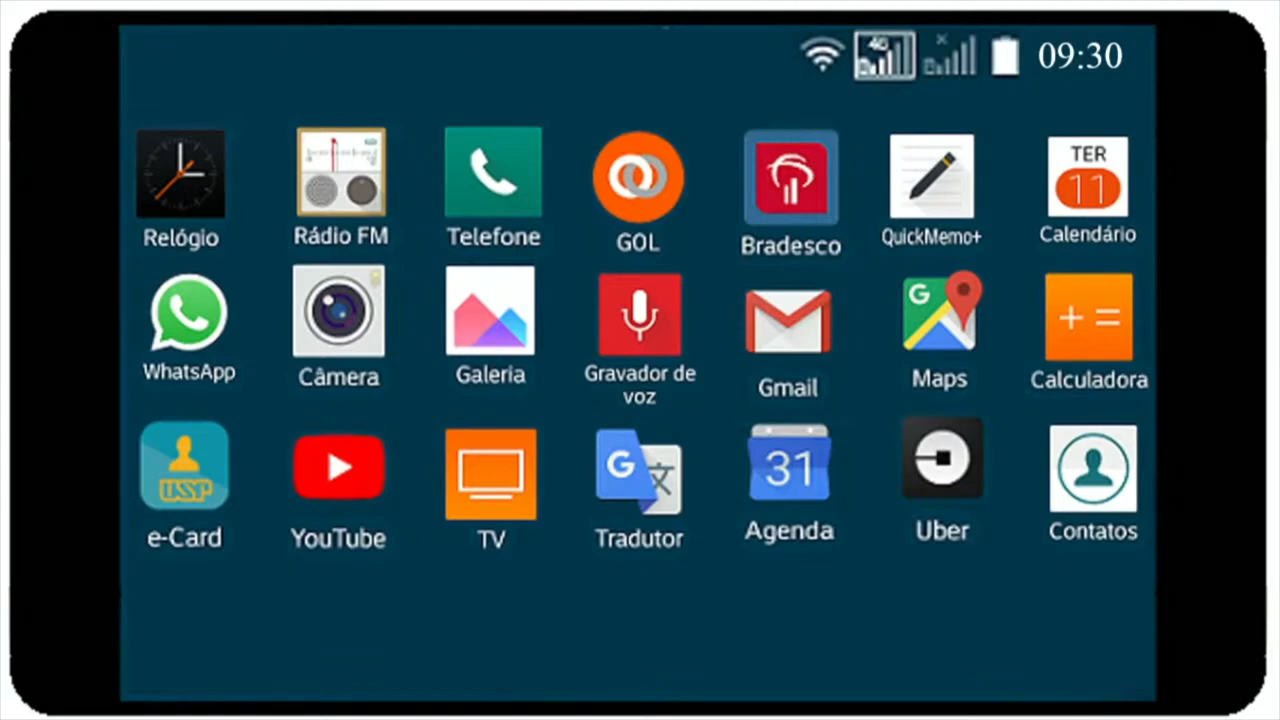 4G
09:30
Relógio
Rádio FM
Telefone
GOL
Bradesco
QuickMemo+
TER
11
Calendário
WhatsApp
Câmera
Galeria
Gravador de
voz
Gmail
G
Maps
+ =
Calculadora
USP
e-Card
YouTube
TV
G
文
Tradutor
31
Agenda
Uber
Contatos